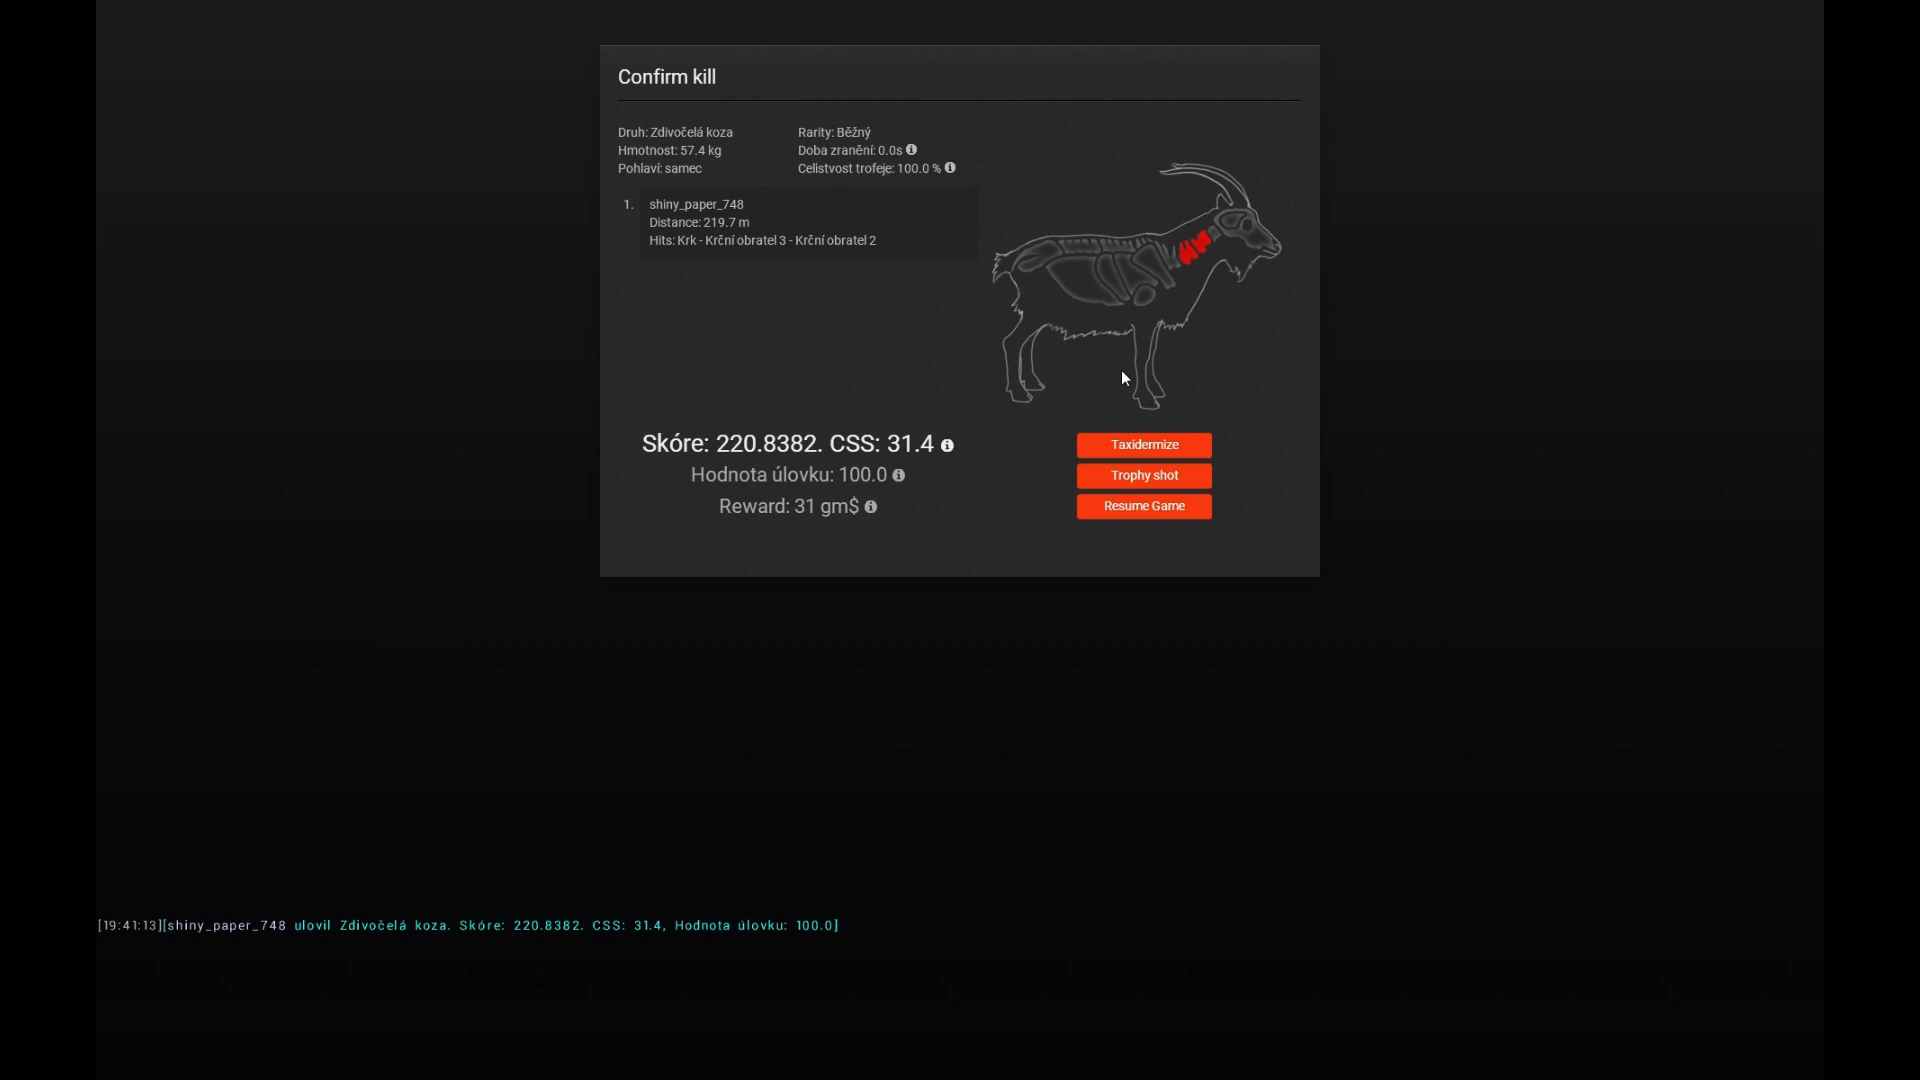 Confirm kill
Druh: Zdivočelá koza
Rarity: Běžný
Hmotnost: 57.4 kg
Doba zranění: 0.0s
Pohlaví: samec
Celistvost trofeje: 100.0 %
1. shiny_paper_748
Distance: 219.7 m
Hits: Krk - Krční obratel 3 - Krční obratel 2
Skóre: 220.8382. CSS: 31.4
Hodnota úlovku: 100.0
Reward: 31 gm$
Taxidermize
Trophy shot
Resume Game
[19:41:13][shiny_paper_748 ulovil Zdivočelá koza. Skóre: 220.8382. CSS: 31.4, Hodnota úlovku: 100.0]